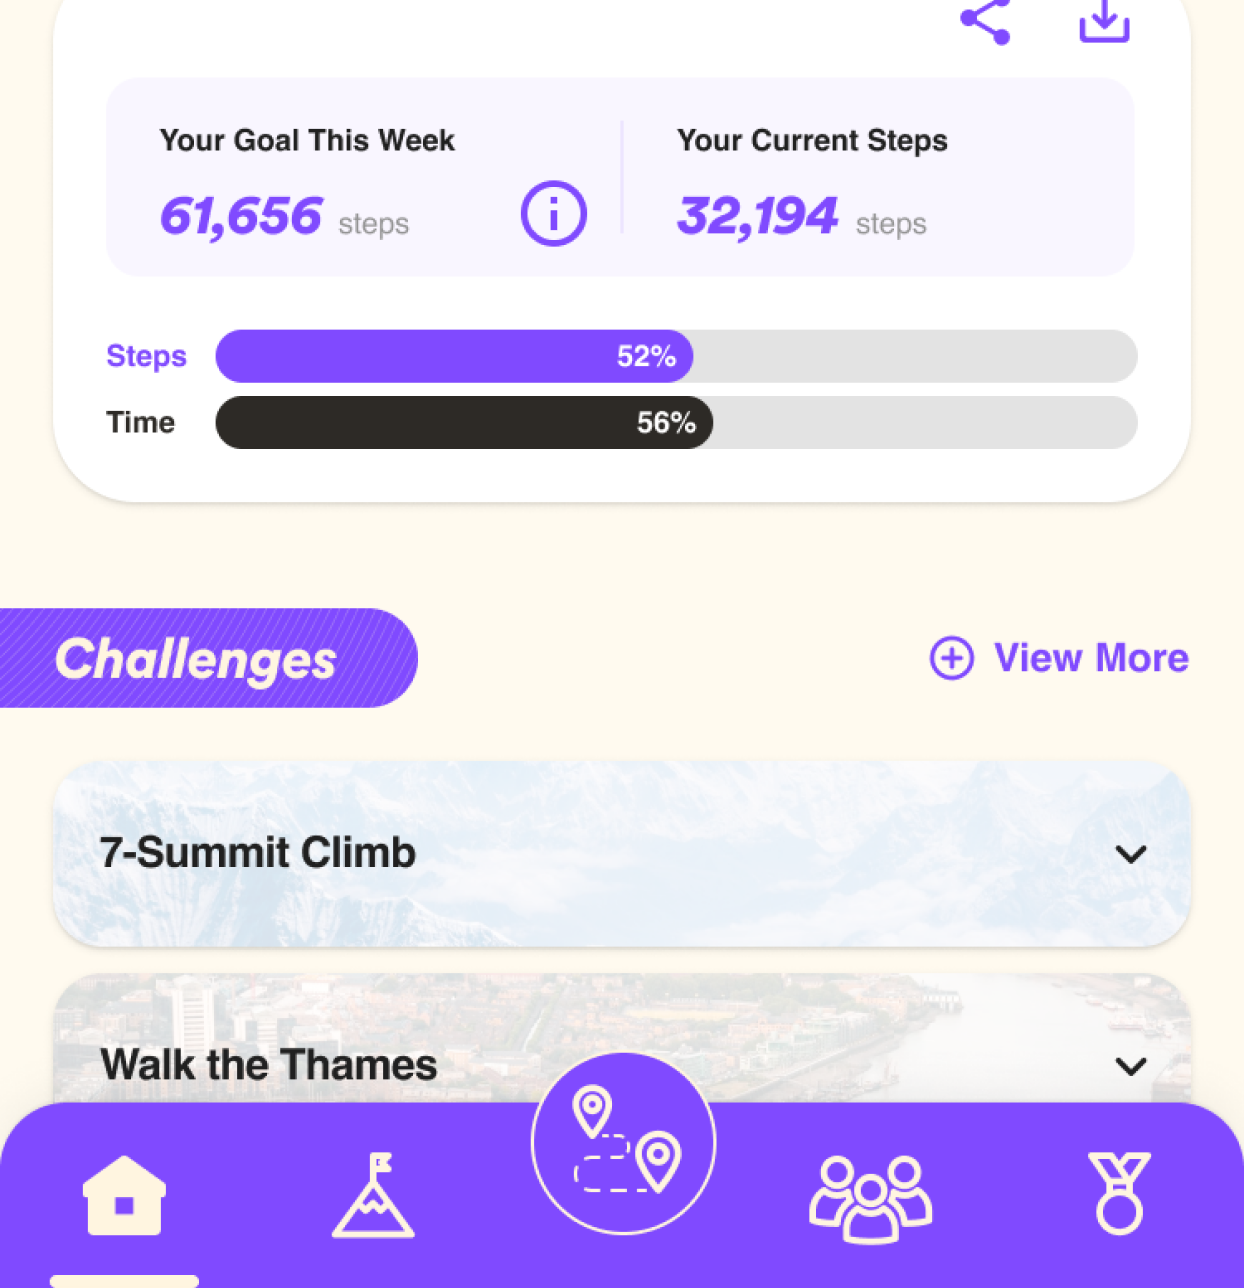 Your Goal This Week
61,656 steps
Your Current Steps
32,194 steps
Steps 52%
Time 56%
Challenges
View More
7-Summit Climb
Walk the Thames